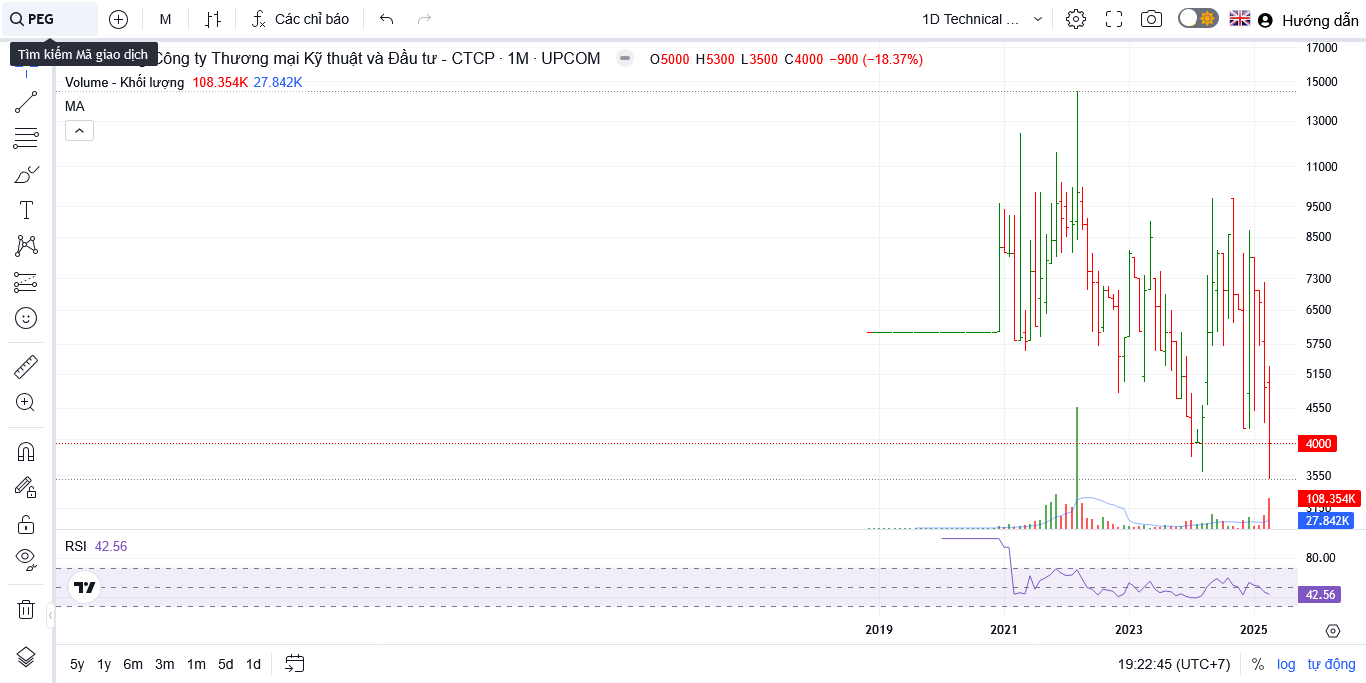 PEG
M
Các chỉ báo
1D Technical ...
Hướng dẫn
Tìm kiếm Mã giao dịch
Công ty Thương mại Kỹ thuật và Đầu tư - CTCP · 1M · UPCOM
O5000 H5300 L3500 C4000 −900 (−18.37%)
Volume - Khối lượng 108.354K 27.842K
MA
17000
15000
13000
11000
9500
8500
7300
6500
5750
5150
4550
4000
3550
108.354K
3150
27.842K
RSI 42.56
80.00
42.56
2019 2021 2023 2025
5y 1y 6m 3m 1m 5d 1d
19:22:45 (UTC+7) % log tự động